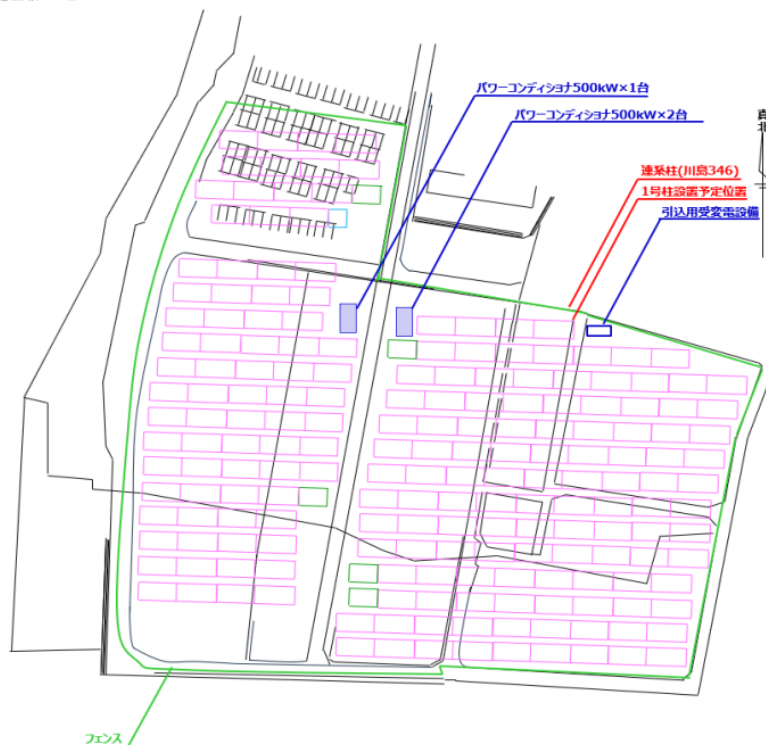 パワーコンディショナ500kW×1台
パワーコンディショナ500kW×2台
連系柱(川島346)
1号柱設置予定位置
引込用受変電設備
フェンス